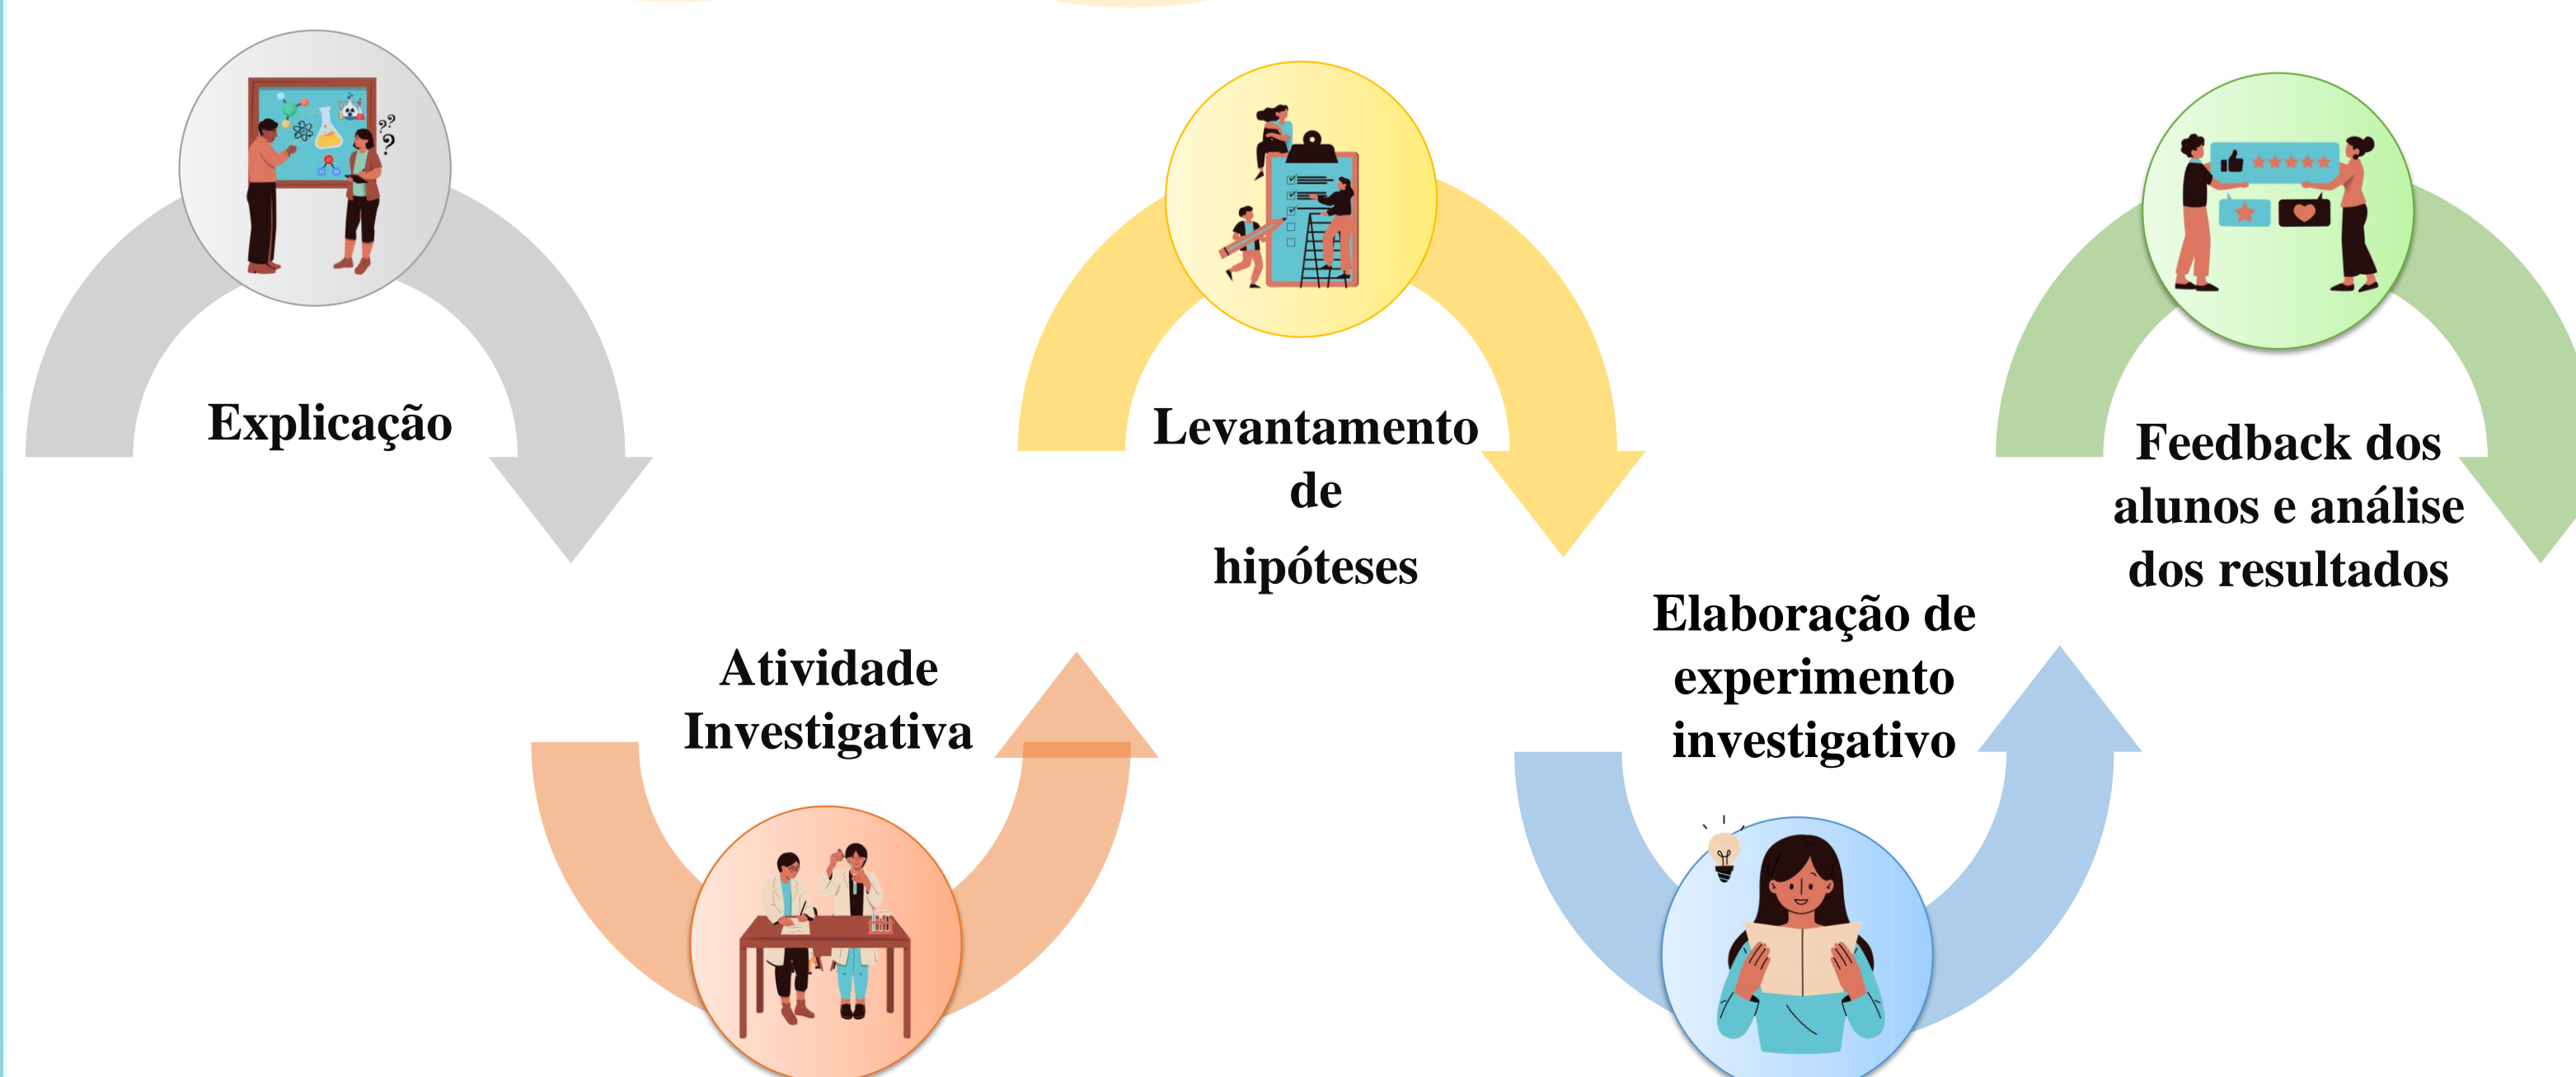 ??
?
Explicação
Atividade
Investigativa
Levantamento
de
hipóteses
Elaboração de
experimento
investigativo
Feedback dos
alunos e análise
dos resultados